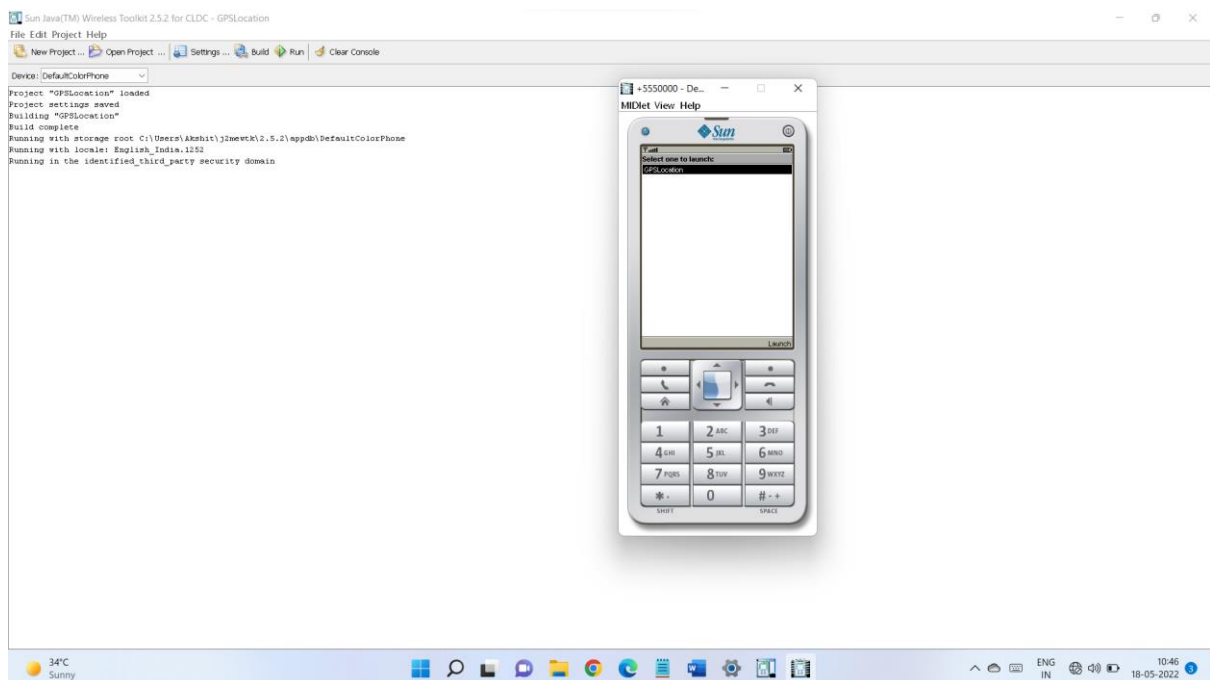 Sun Java(TM) Wireless Toolkit 2.5.2 for CLDC - GPSLocation
File Edit Project Help
New Project ... Open Project ... Settings ... Build Run Clear Console
Device: DefaultColorPhone
Project "GPSLocation" loaded
Project settings saved
Building "GPSLocation"
Build complete
Running with storage root C:\Users\Akshit\j2mewtk\2.5.2\appdb\DefaultColorPhone
Running with locale: English_India.1252
Running in the identified_third_party security domain
+5550000 - De...
MIDlet View Help
Sun
Select one to launch:
GPSLocation
Launch
1 2 ABC 3 DEF
4 GHI 5 JKL 6 MNO
7 PQRS 8 TUV 9 WXYZ
* . 0 # - +
SHIFT SPACE
34°C
Sunny
ENG
IN
10:46
18-05-2022
3